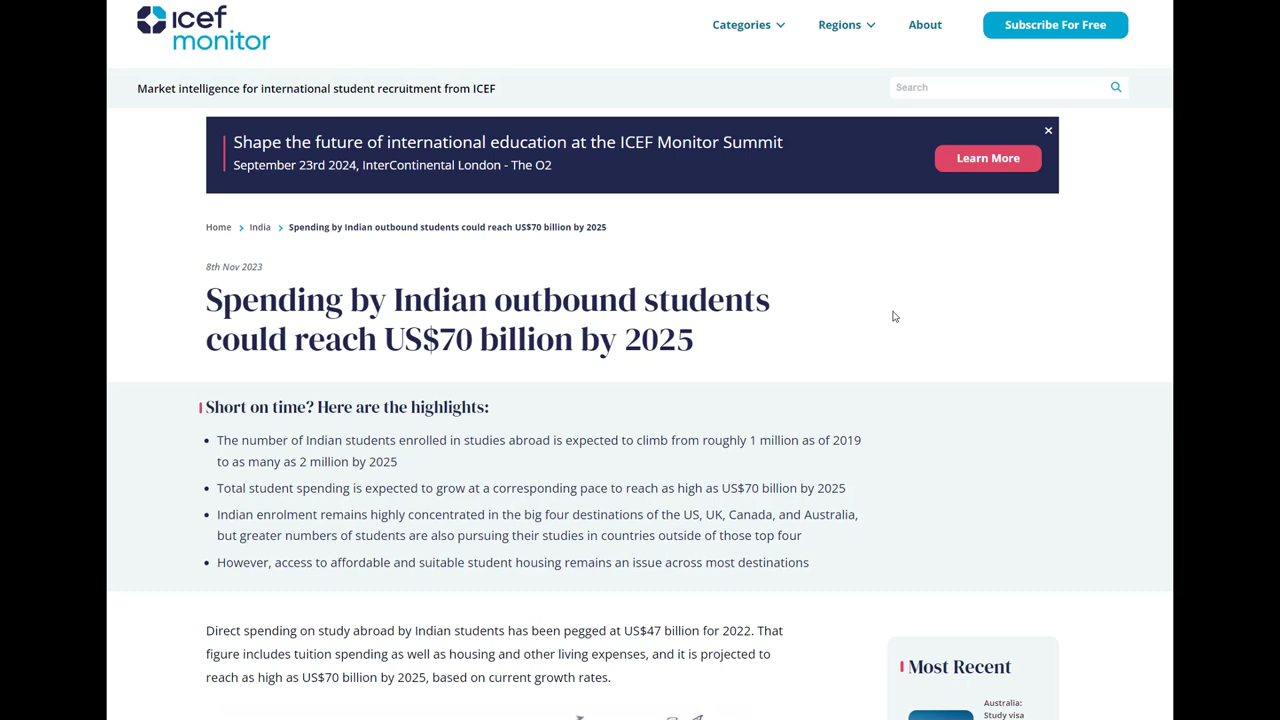 icef
monitor
Categories
Regions
About
Subscribe For Free
Market intelligence for international student recruitment from ICEF
Search
Shape the future of international education at the ICEF Monitor Summit
September 23rd 2024, InterContinental London - The O2
Learn More
Home
India
Spending by Indian outbound students could reach US$70 billion by 2025
8th Nov 2023
Spending by Indian outbound students
could reach US$70 billion by 2025
Short on time? Here are the highlights:
• The number of Indian students enrolled in studies abroad is expected to climb from roughly 1 million as of 2019
to as many as 2 million by 2025
• Total student spending is expected to grow at a corresponding pace to reach as high as US$70 billion by 2025
• Indian enrolment remains highly concentrated in the big four destinations of the US, UK, Canada, and Australia,
but greater numbers of students are also pursuing their studies in countries outside of those top four
• However, access to affordable and suitable student housing remains an issue across most destinations
Direct spending on study abroad by Indian students has been pegged at US$47 billion for 2022. That
figure includes tuition spending as well as housing and other living expenses, and it is projected to
reach as high as US$70 billion by 2025, based on current growth rates.
Most Recent
Australia:
Study visa